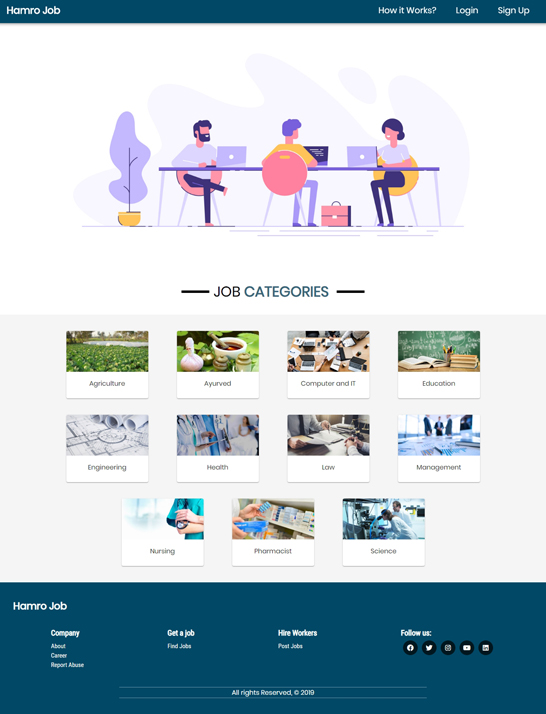 Hamro Job
How it Works? Login Sign Up
JOB CATEGORIES
Agriculture Ayurved Computer and IT Education
Engineering Health Law Management
Nursing Pharmacist Science
Hamro Job
Company Get a job Hire Workers Follow us:
About Find Jobs Post Jobs
Career
Report Abuse
All rights Reserved, © 2019